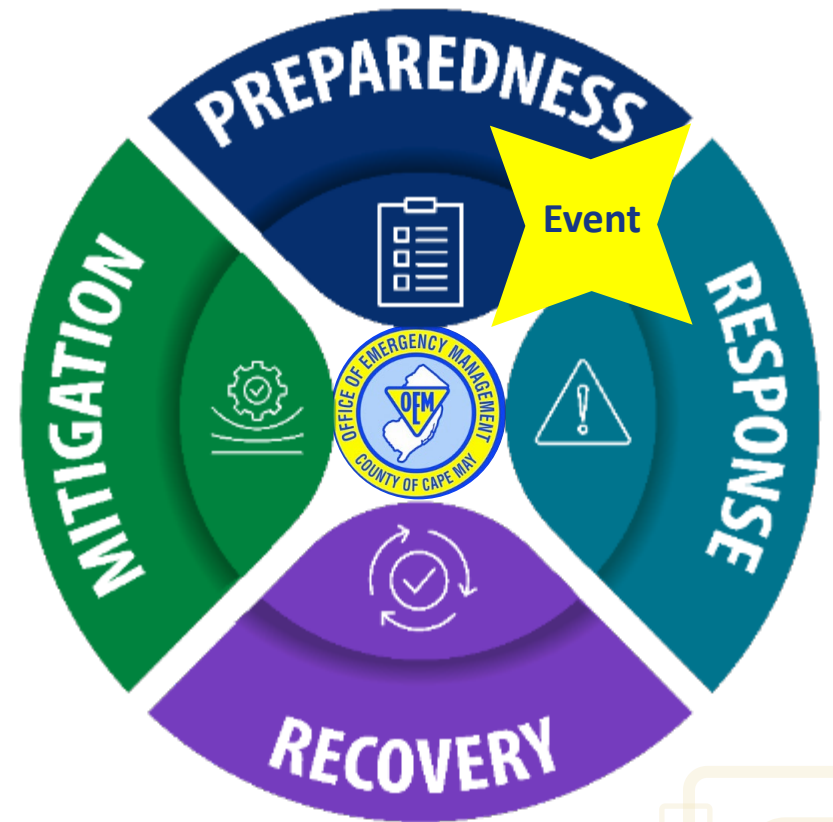 PREPAREDNESS
Event
RESPONSE
MITIGATION
OFFICE OF EMERGENCY MANAGEMENT
OEM
COUNTY OF CAPE MAY
RECOVERY